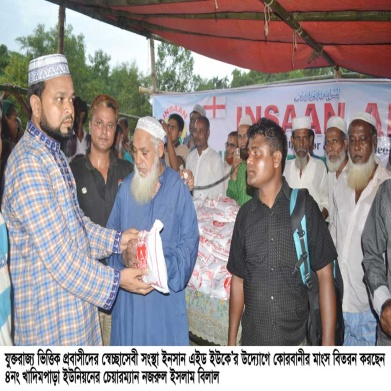 INSAAN A
যুক্তরাজ্য ভিত্তিক প্রবাসীদের স্বেচ্ছাসেবী সংস্থা ইনসান এইড ইউকে'র উদ্যোগে কোরবানীর মাংস বিতরন করছেন
৪নং খাদিমপাড়া ইউনিয়নের চেয়ারম্যান নজরুল ইসলাম বিলাল